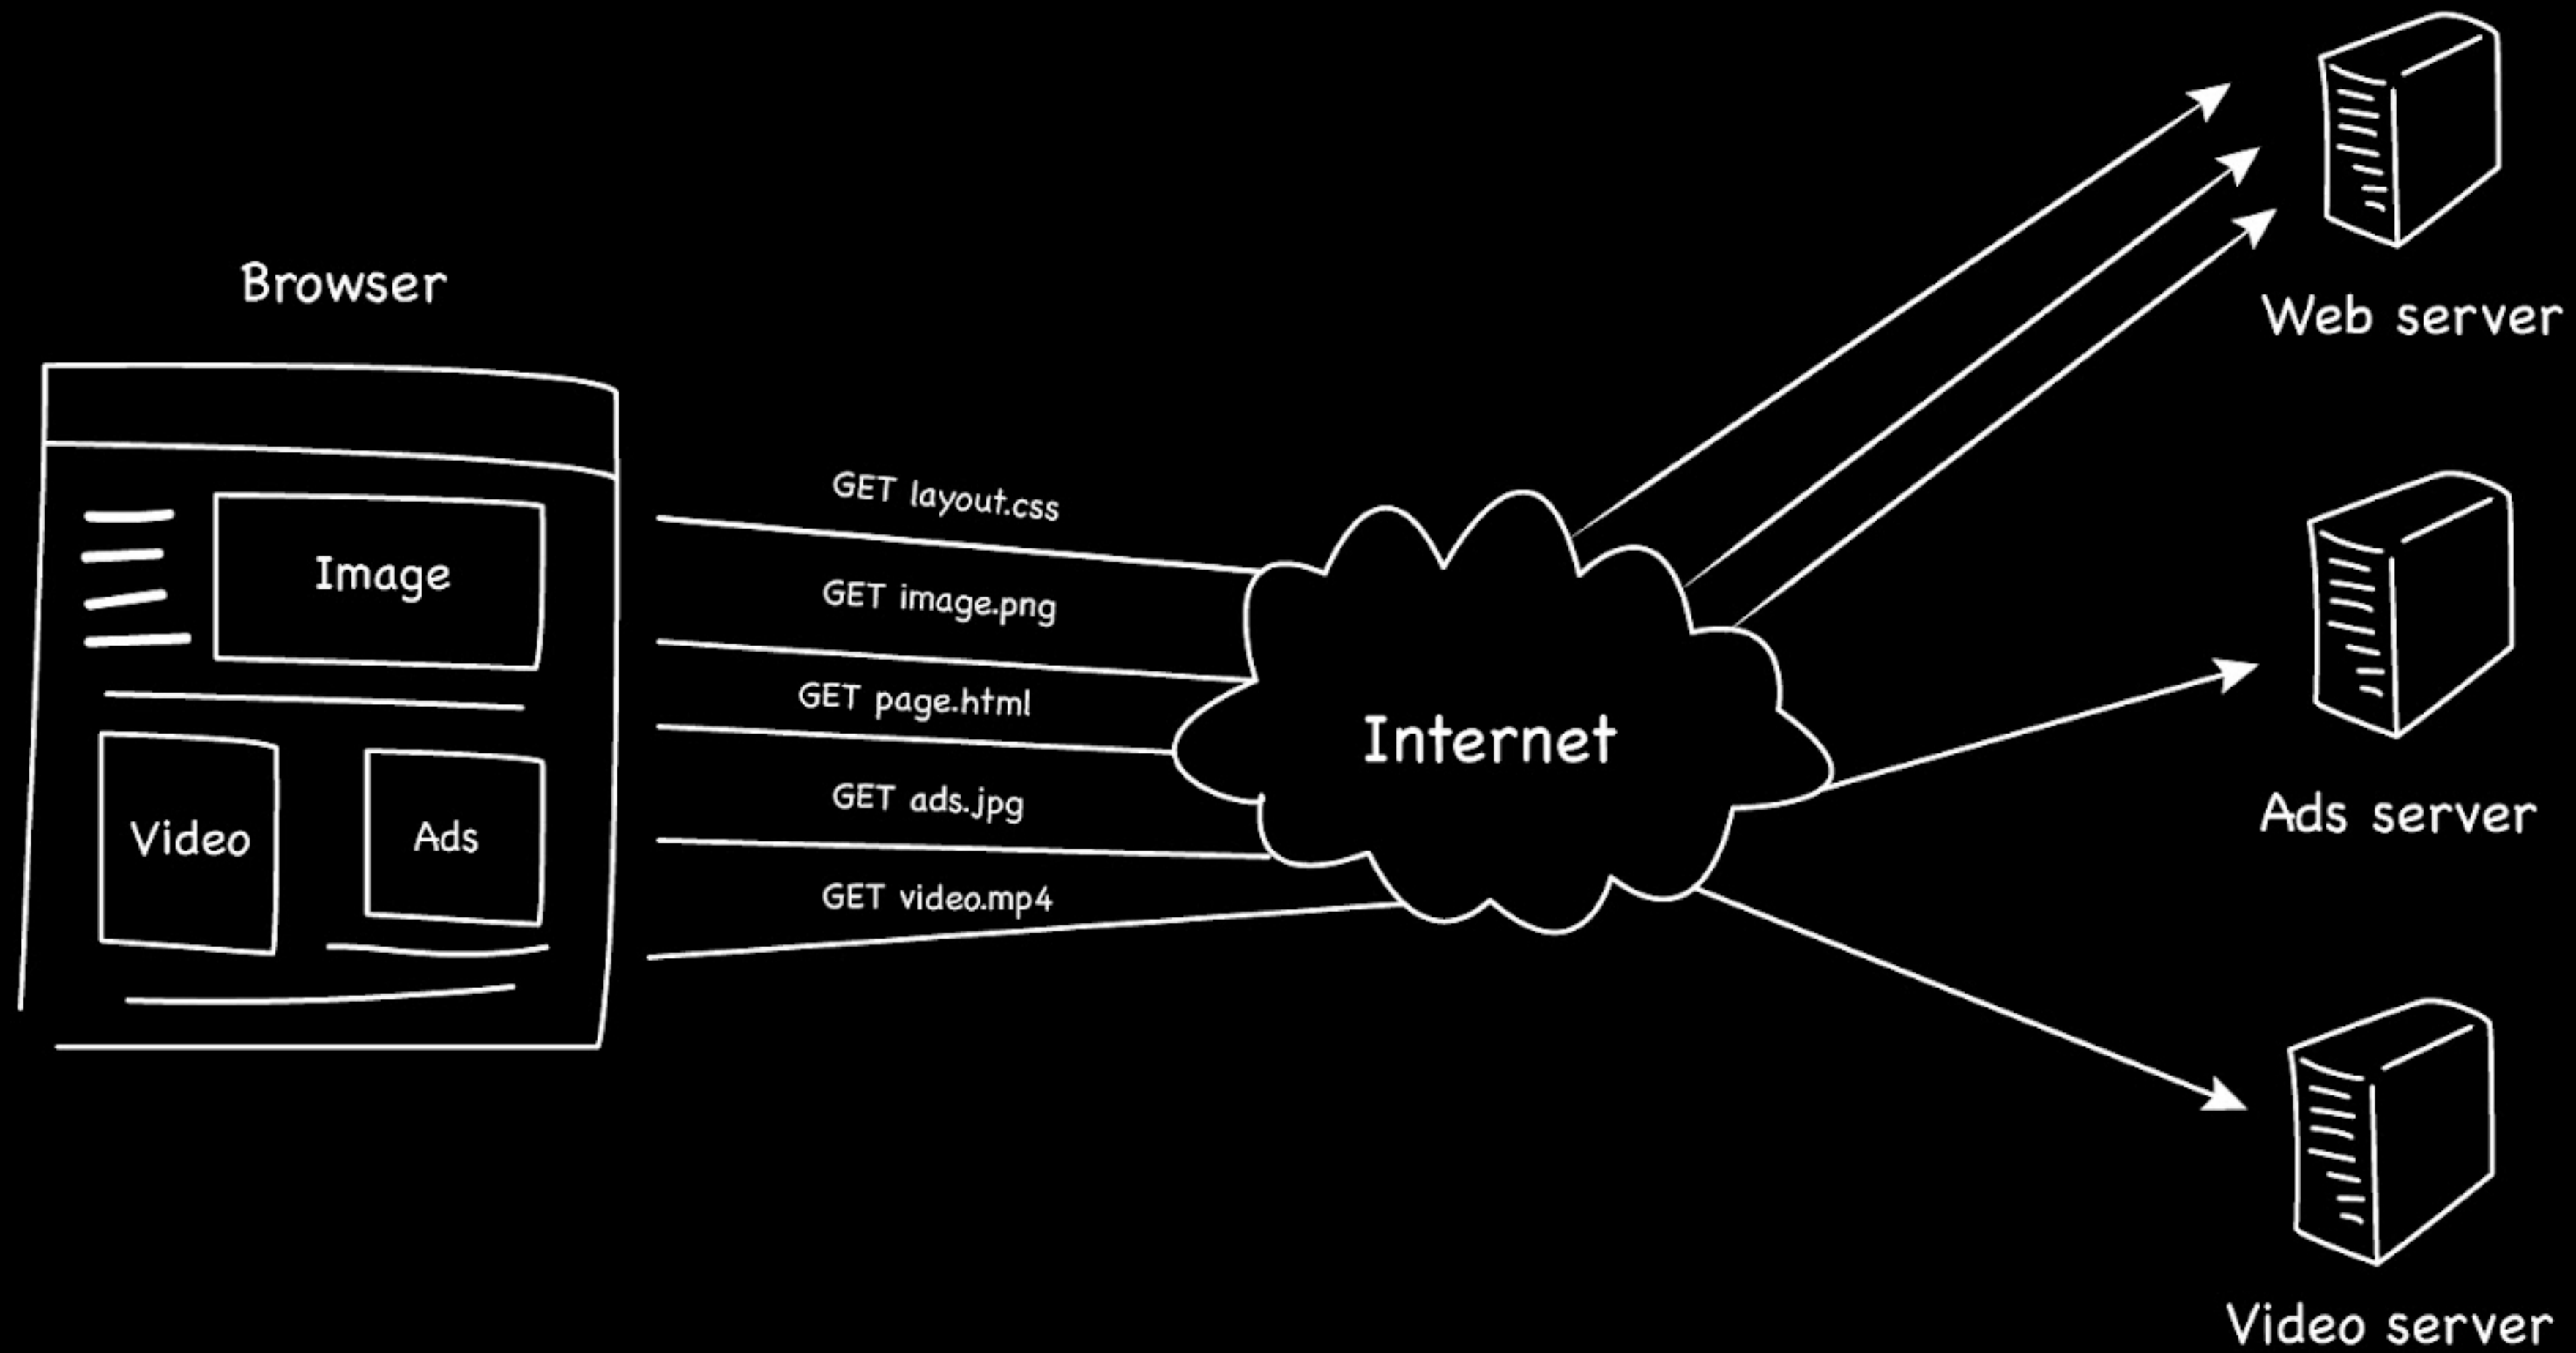 Browser
Image
Video
Ads
GET layout.css
GET image.png
GET page.html
GET ads.jpg
GET video.mp4
Internet
Web server
Ads server
Video server